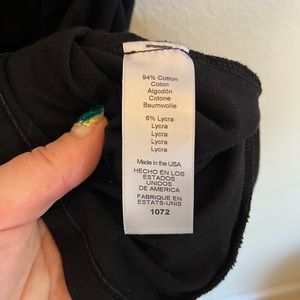 94% Cotton
Coton
Algodón
Cotone
Baumwolle
6% Lycra
Lycra
Lycra
Lycra
Lycra
Made in the USA
HECHO EN LOS
ESTADOS
UNIDOS
DE AMERICA
FABRIQUE EN
ESTATS-UNIS
1072